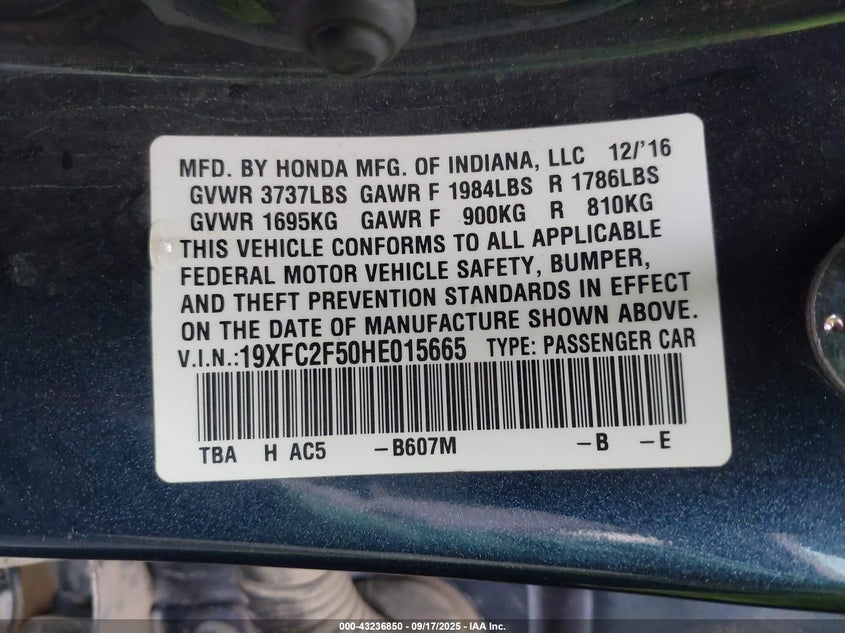 MFD. BY HONDA MFG. OF INDIANA, LLC 12/'16
GVWR 3737LBS GAWR F 1984LBS R 1786LBS
GVWR 1695KG GAWR F 900KG R 810KG
THIS VEHICLE CONFORMS TO ALL APPLICABLE
FEDERAL MOTOR VEHICLE SAFETY, BUMPER,
AND THEFT PREVENTION STANDARDS IN EFFECT
ON THE DATE OF MANUFACTURE SHOWN ABOVE.
V.I.N.:19XFC2F50HE015665 TYPE: PASSENGER CAR
TBA H AC5 -B607M -B -E
000-43236850 - 09/17/2025 - IAA Inc.